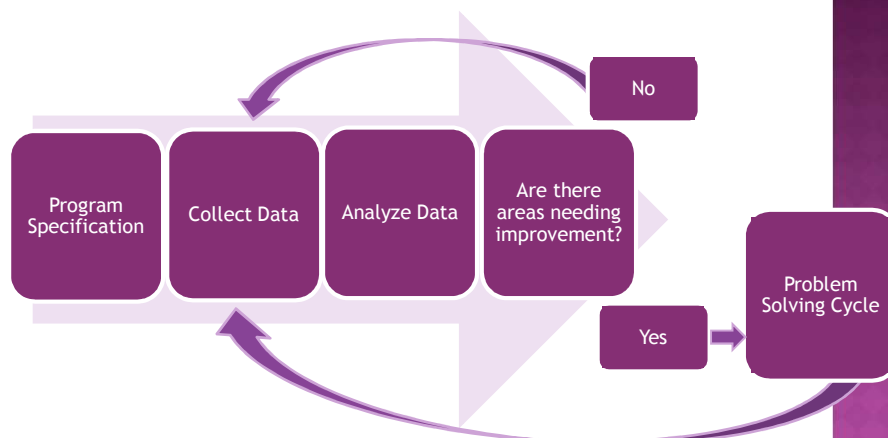 No
Program
Specification
Collect Data
Analyze Data
Are there
areas needing
improvement?
Problem
Solving Cycle
Yes